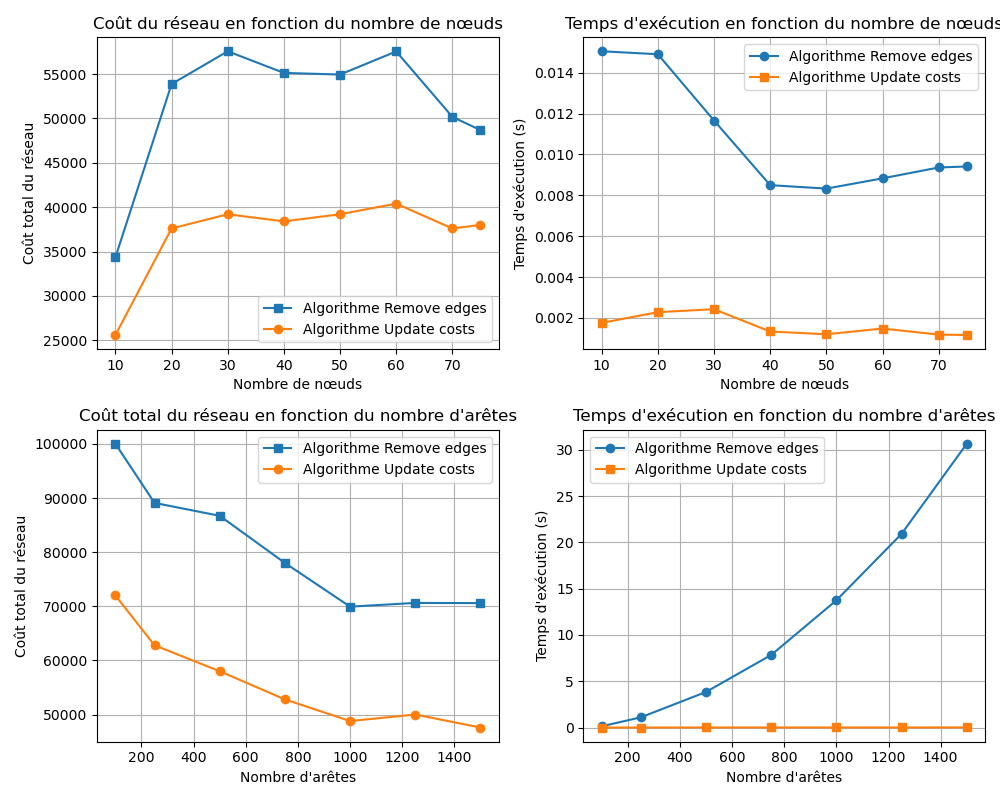 Coût du réseau en fonction du nombre de nœuds
55000
50000
45000
40000
35000
30000
25000
Coût total du réseau
Algorithme Remove edges
Algorithme Update costs
10 20 30 40 50 60 70
Nombre de nœuds
Temps d'exécution en fonction du nombre de nœuds
0.014
0.012
0.010
0.008
0.006
0.004
0.002
Temps d'exécution (s)
Algorithme Remove edges
Algorithme Update costs
10 20 30 40 50 60 70
Nombre de nœuds
Coût total du réseau en fonction du nombre d'arêtes
100000
90000
80000
70000
60000
50000
Coût total du réseau
Algorithme Remove edges
Algorithme Update costs
200 400 600 800 1000 1200 1400
Nombre d'arêtes
Temps d'exécution en fonction du nombre d'arêtes
30
25
20
15
10
5
0
Temps d'exécution (s)
Algorithme Remove edges
Algorithme Update costs
200 400 600 800 1000 1200 1400
Nombre d'arêtes